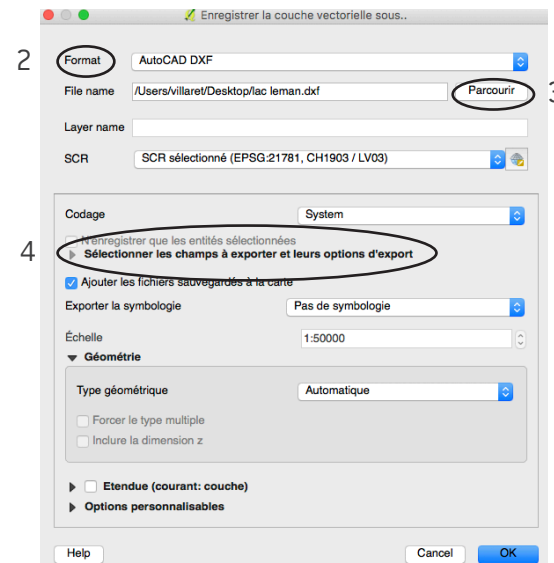 Enregistrer la couche vectorielle sous..
2 Format AutoCAD DXF
File name /Users/villaret/Desktop/lac leman.dxf Parcourir 3
Layer name
SCR SCR sélectionné (EPSG:21781, CH1903 / LV03)
Codage System
N'enregistrer que les entités sélectionnées
4 Sélectionner les champs à exporter et leurs options d'export
Ajouter les fichiers sauvegardés à la carte
Exporter la symbologie Pas de symbologie
Échelle 1:50000
Géométrie
Type géométrique Automatique
Forcer le type multiple
Inclure la dimension z
Etendue (courant: couche)
Options personnalisables
Help Cancel OK